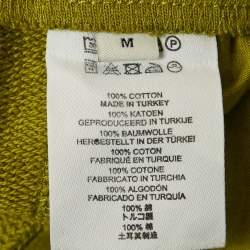 M
P
100% COTTON
MADE IN TURKEY
100% KATOEN
GEPRODUCEERD IN TURKIJE
100% BAUMWOLLE
HERGESTELLT IN DER TÜRKEI
100% COTON
FABRIQUÉ EN TURQUIE
100% COTONE
FABBRICATO IN TURCHIA
100% ALGODÓN
FABRICADO EN TURQUÍA
100% 綿
トルコ製
100% 綿
土耳其制造